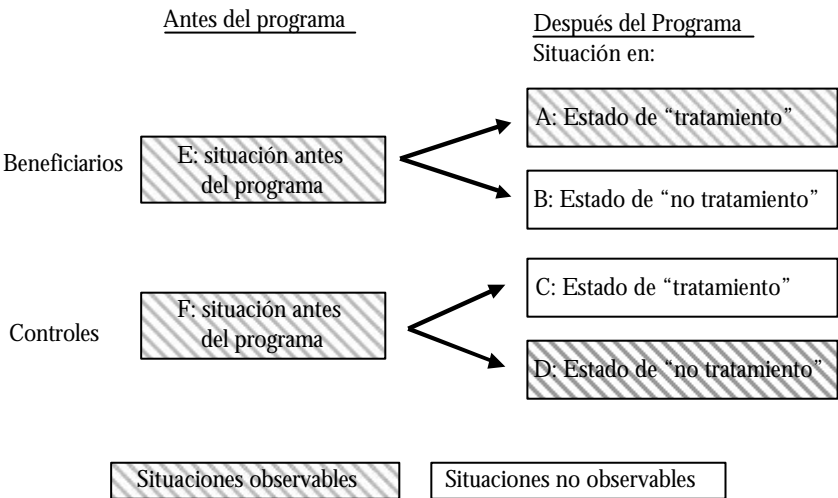 Antes del programa
Después del Programa
Situación en:
A: Estado de “tratamiento”
Beneficiarios
E: situación antes
del programa
B: Estado de “no tratamiento”
C: Estado de “tratamiento”
Controles
F: situación antes
del programa
D: Estado de “no tratamiento”
Situaciones observables
Situaciones no observables